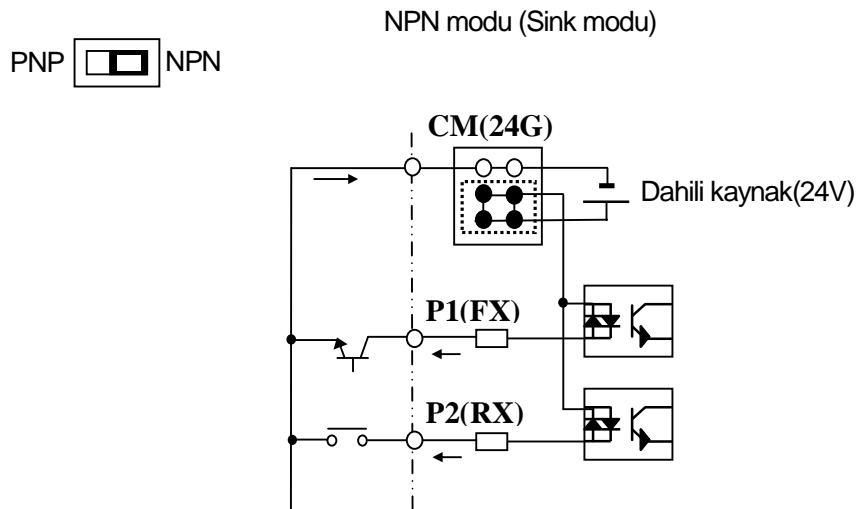 NPN modu (Sink modu)
PNP NPN
CM(24G)
Dahili kaynak(24V)
P1(FX)
P2(RX)